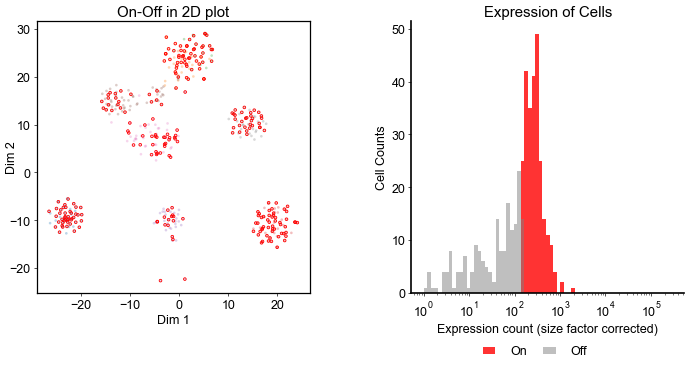 On-Off in 2D plot
30
20
10
0
−10
−20
Dim 2
−20
−10
0
10
20
Dim 1
Expression of Cells
50
40
30
20
10
0
Cell Counts
10^0
10^1
10^2
10^3
10^4
10^5
Expression count (size factor corrected)
On
Off